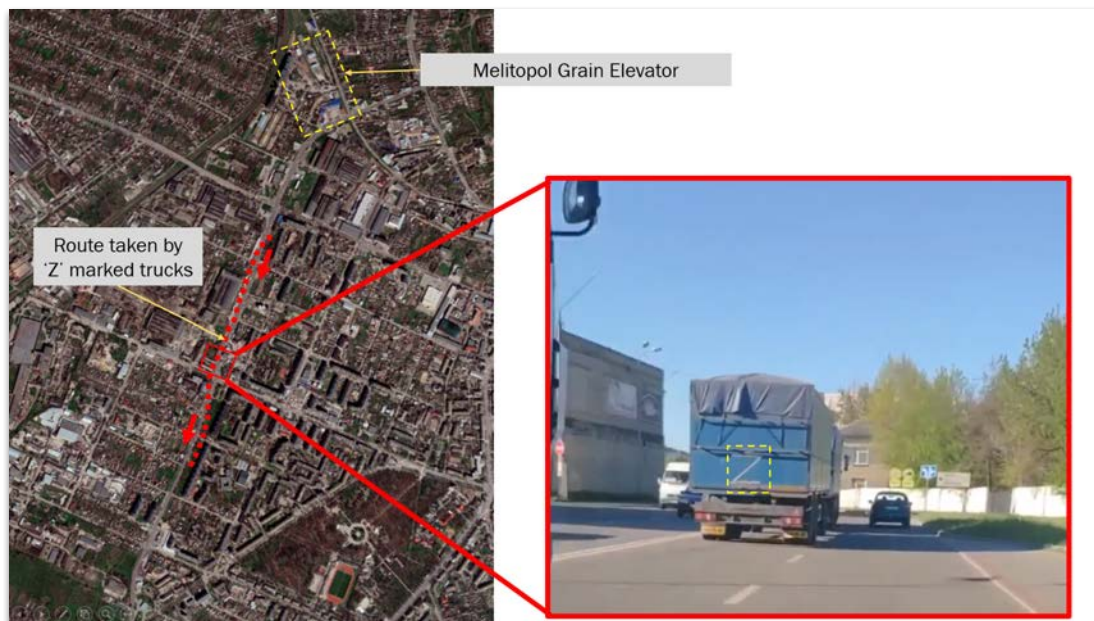 Melitopol Grain Elevator
Route taken by
‘Z’ marked trucks